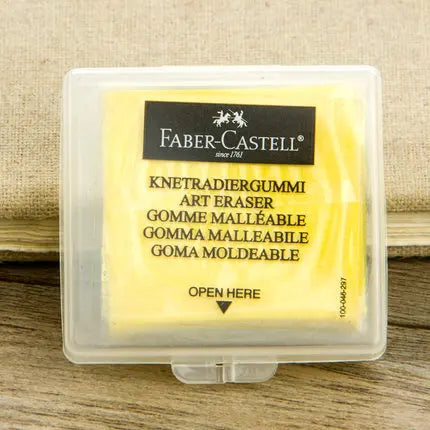 FABER-CASTELL®
since 1761
KNETRADIERGUMMI
ART ERASER
GOMME MALLÉABLE
GOMMA MALLEABILE
GOMA MOLDEABLE
OPEN HERE
100-046-297